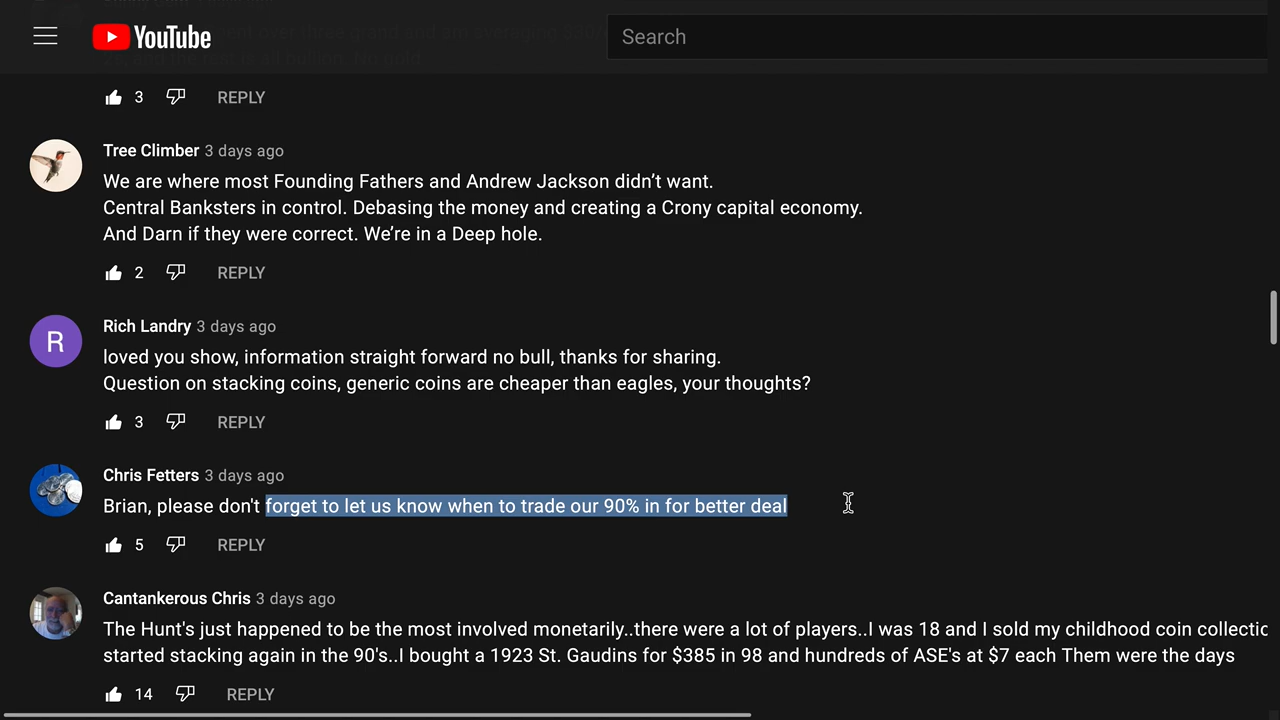 YouTube
Search
3 REPLY
Tree Climber 3 days ago
We are where most Founding Fathers and Andrew Jackson didn’t want.
Central Banksters in control. Debasing the money and creating a Crony capital economy.
And Darn if they were correct. We’re in a Deep hole.
2 REPLY
R
Rich Landry 3 days ago
loved you show, information straight forward no bull, thanks for sharing.
Question on stacking coins, generic coins are cheaper than eagles, your thoughts?
3 REPLY
Chris Fetters 3 days ago
Brian, please don't forget to let us know when to trade our 90% in for better deal
5 REPLY
Cantankerous Chris 3 days ago
The Hunt's just happened to be the most involved monetarily..there were a lot of players..I was 18 and I sold my childhood coin collectio
started stacking again in the 90's..I bought a 1923 St. Gaudins for $385 in 98 and hundreds of ASE's at $7 each Them were the days
14 REPLY